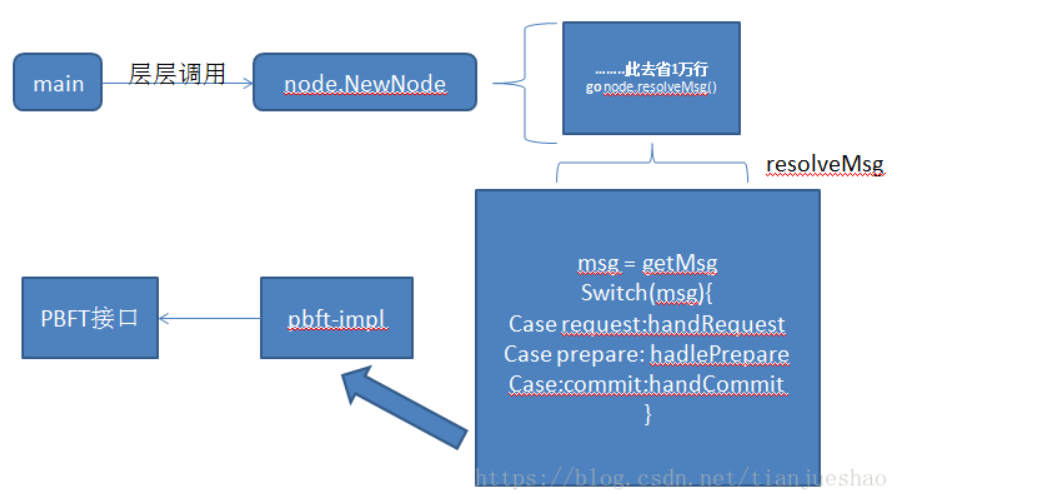 main
层层调用
node.NewNode
........此去省1万行
go node.resolveMsg()
resolveMsg
msg = getMsg
Switch(msg){
Case request:handRequest
Case prepare: hadlePrepare
Case:commit:handCommit
}
PBFT接口
pbft-impl
https://blog.csdn.net/tianjueshao